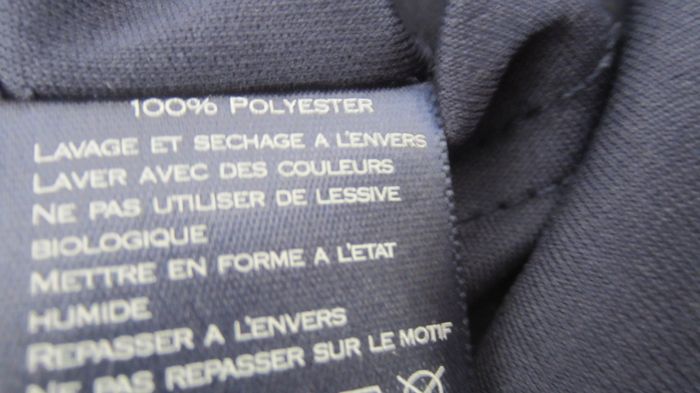 100% POLYESTER
LAVAGE ET SECHAGE A L'ENVERS
LAVER AVEC DES COULEURS
NE PAS UTILISER DE LESSIVE
BIOLOGIQUE
METTRE EN FORME A L'ETAT
HUMIDE
REPASSER A L'ENVERS
NE PAS REPASSER SUR LE MOTIF